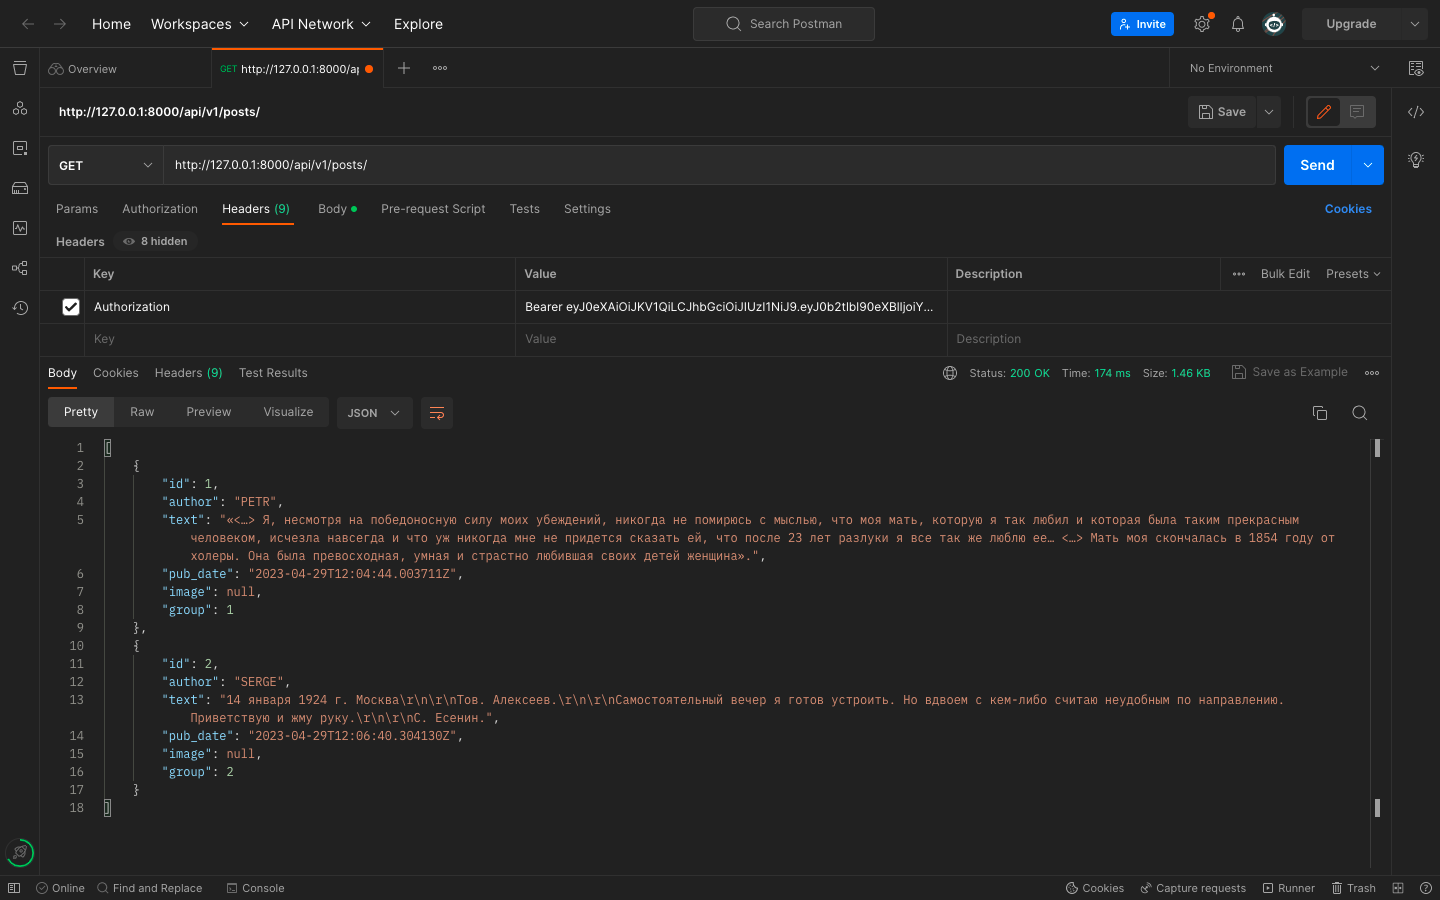 Home Workspaces API Network Explore Search Postman Invite Upgrade
Overview GET http://127.0.0.1:8000/ap No Environment
http://127.0.0.1:8000/api/v1/posts/ Save
GET http://127.0.0.1:8000/api/v1/posts/ Send
Params Authorization Headers (9) Body Pre-request Script Tests Settings Cookies
Headers 8 hidden
Key Value Description Bulk Edit Presets
Authorization Bearer
Key Value Description
Body Cookies Headers (9) Test Results Status: 200 OK Time: 174 ms Size: 1.46 KB Save as Example
Pretty Raw Preview Visualize JSON
1 [
2 {
3 "id": 1,
4 "author": "PETR",
5 "text": "«<…> Я, несмотря на победоносную силу моих убеждений, никогда не помирюсь с мыслью, что моя мать, которую я так любил и которая была таким прекрасным
человеком, исчезла навсегда и что уж никогда мне не придется сказать ей, что после 23 лет разлуки я все так же люблю ее… <…> Мать моя скончалась в 1854 году от
холеры. Она была превосходная, умная и страстно любившая своих детей женщина».",
6 "pub_date": "2023-04-29T12:04:44.003711Z",
7 "image": null,
8 "group": 1
9 },
10 {
11 "id": 2,
12 "author": "SERGE",
13 "text": "14 января 1924 г. Москва\r\n\r\nТов. Алексеев.\r\n\r\nСамостоятельный вечер я готов устроить. Но вдвоем с кем-либо считаю неудобным по направлению.
Приветствую и жму руку.\r\n\r\nС. Есенин.",
14 "pub_date": "2023-04-29T12:06:40.304130Z",
15 "image": null,
16 "group": 2
17 }
18 ]
Online Find and Replace Console Cookies Capture requests Runner Trash